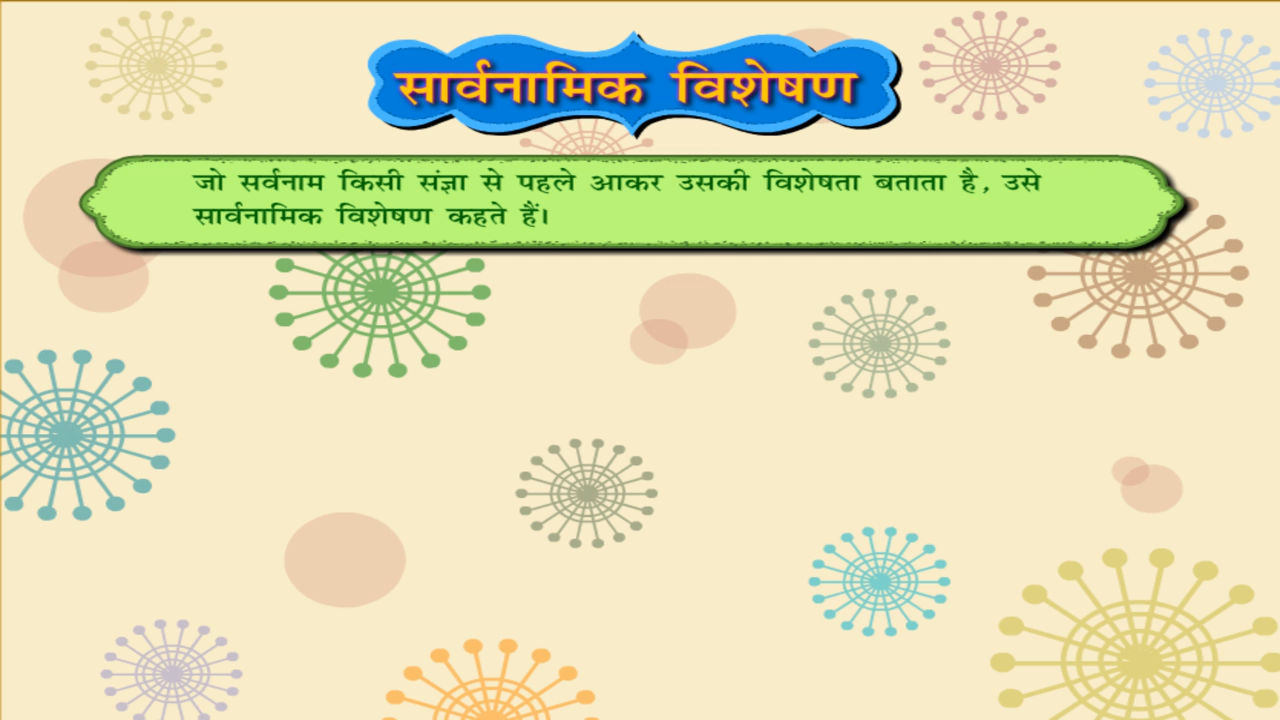 सार्वनामिक विशेषण
जो सर्वनाम किसी संज्ञा से पहले आकर उसकी विशेषता बताता है, उसे
सार्वनामिक विशेषण कहते हैं।